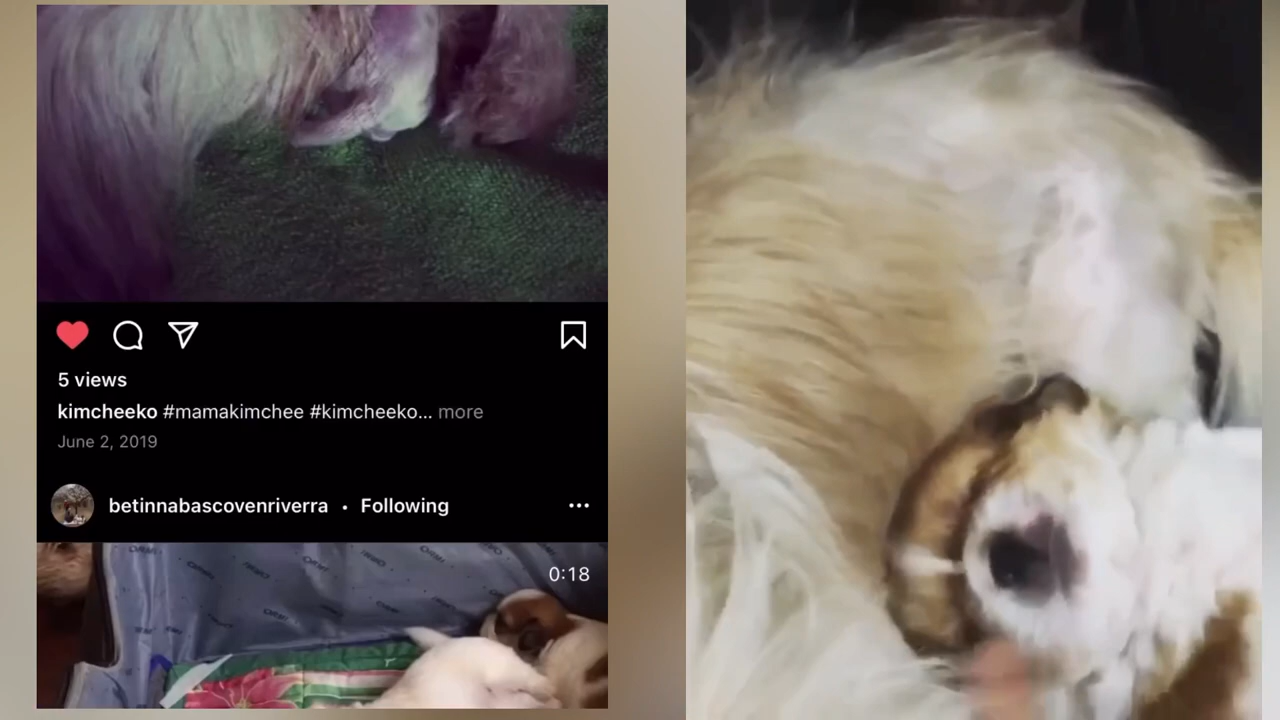 5 views
kimcheeko #mamakimchee #kimcheeko... more
June 2, 2019
betinnabascovenriverra • Following
0:18